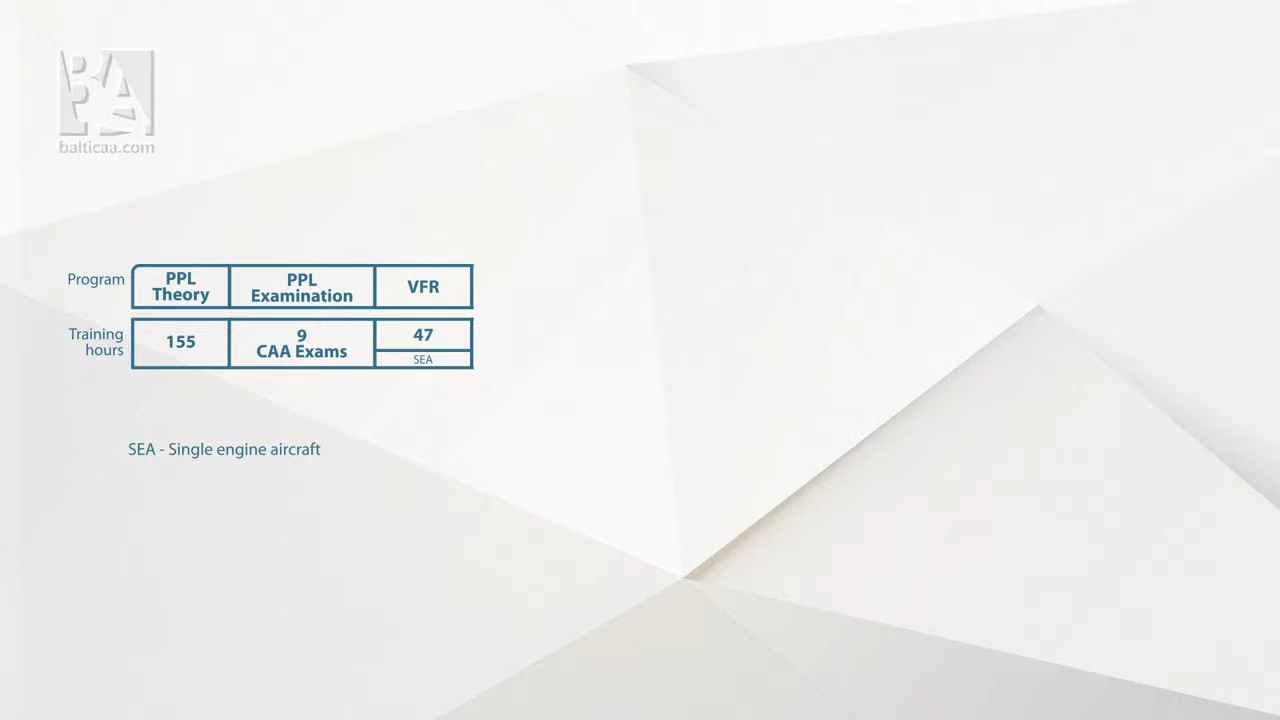 BAA
balticaa.com
Program
PPL
Theory
PPL
Examination
VFR
Training
hours
155
9
CAA Exams
47
SEA
SEA - Single engine aircraft